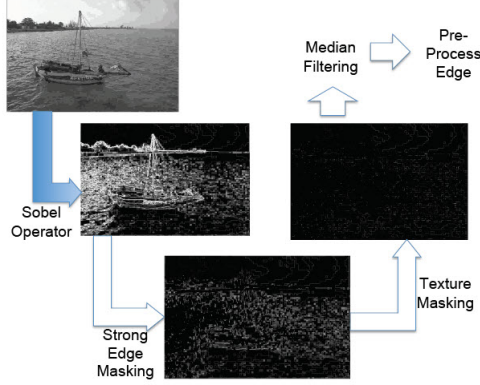 Sobel
Operator
Strong
Edge
Masking
Texture
Masking
Median
Filtering
Pre-
Process
Edge